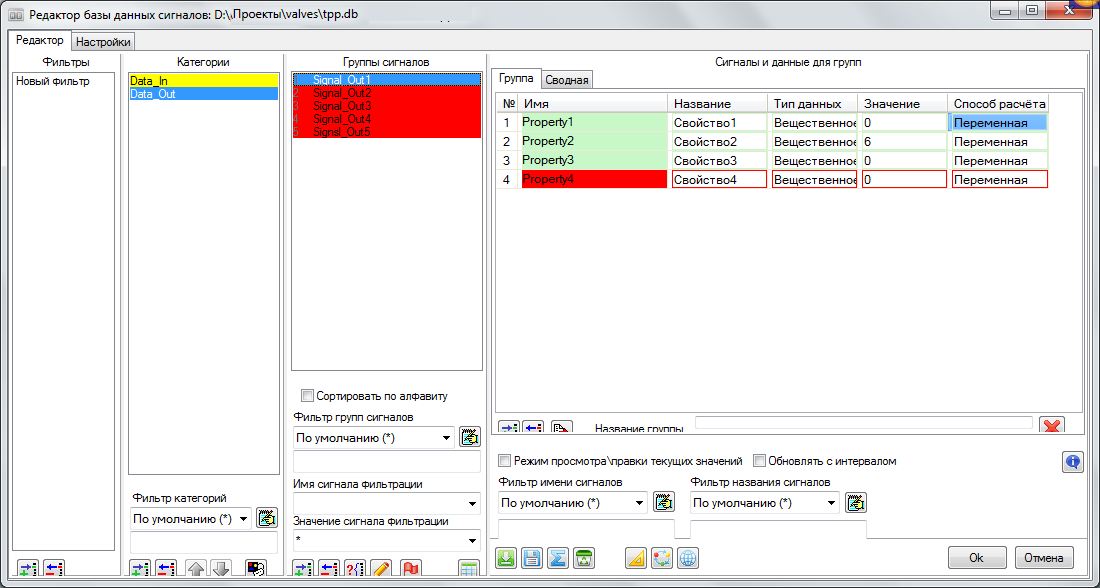 Редактор базы данных сигналов: D:\Проекты\valves\tpp.db
Редактор Настройки
Фильтры
Новый фильтр
Категории
Data_In
Data_Out
Фильтр категорий
По умолчанию (*)
Группы сигналов
Signal_Out1
2 Signal_Out2
3 Signal_Out3
4 Signal_Out4
5 Signal_Out5
Сортировать по алфавиту
Фильтр групп сигналов
По умолчанию (*)
Имя сигнала фильтрации
Значение сигнала фильтрации
*
Сигналы и данные для групп
Группа Сводная
№ Имя Название Тип данных Значение Способ расчёта
1 Property1 Свойство1 Вещественное 0 Переменная
2 Property2 Свойство2 Вещественное 6 Переменная
3 Property3 Свойство3 Вещественное 0 Переменная
4 Property4 Свойство4 Вещественное 0 Переменная
Название группы
Режим просмотра\правки текущих значений Обновлять с интервалом
Фильтр имени сигналов Фильтр названия сигналов
По умолчанию (*) По умолчанию (*)
Ok Отмена